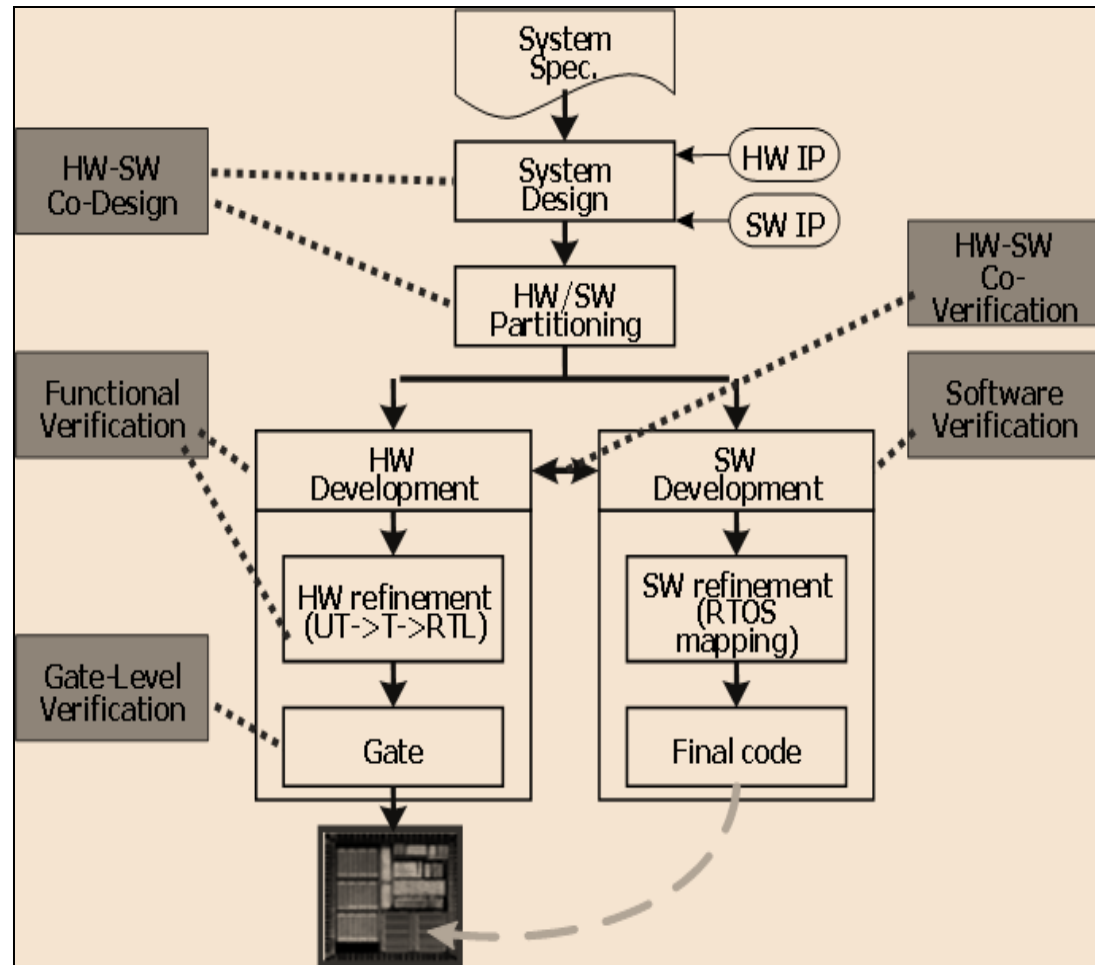 System
Spec.
HW-SW
Co-Design
System
Design
HW IP
SW IP
HW/SW
Partitioning
HW-SW
Co-
Verification
Functional
Verification
Software
Verification
HW
Development
SW
Development
HW refinement
(UT->T->RTL)
SW refinement
(RTOS
mapping)
Gate-Level
Verification
Gate
Final code